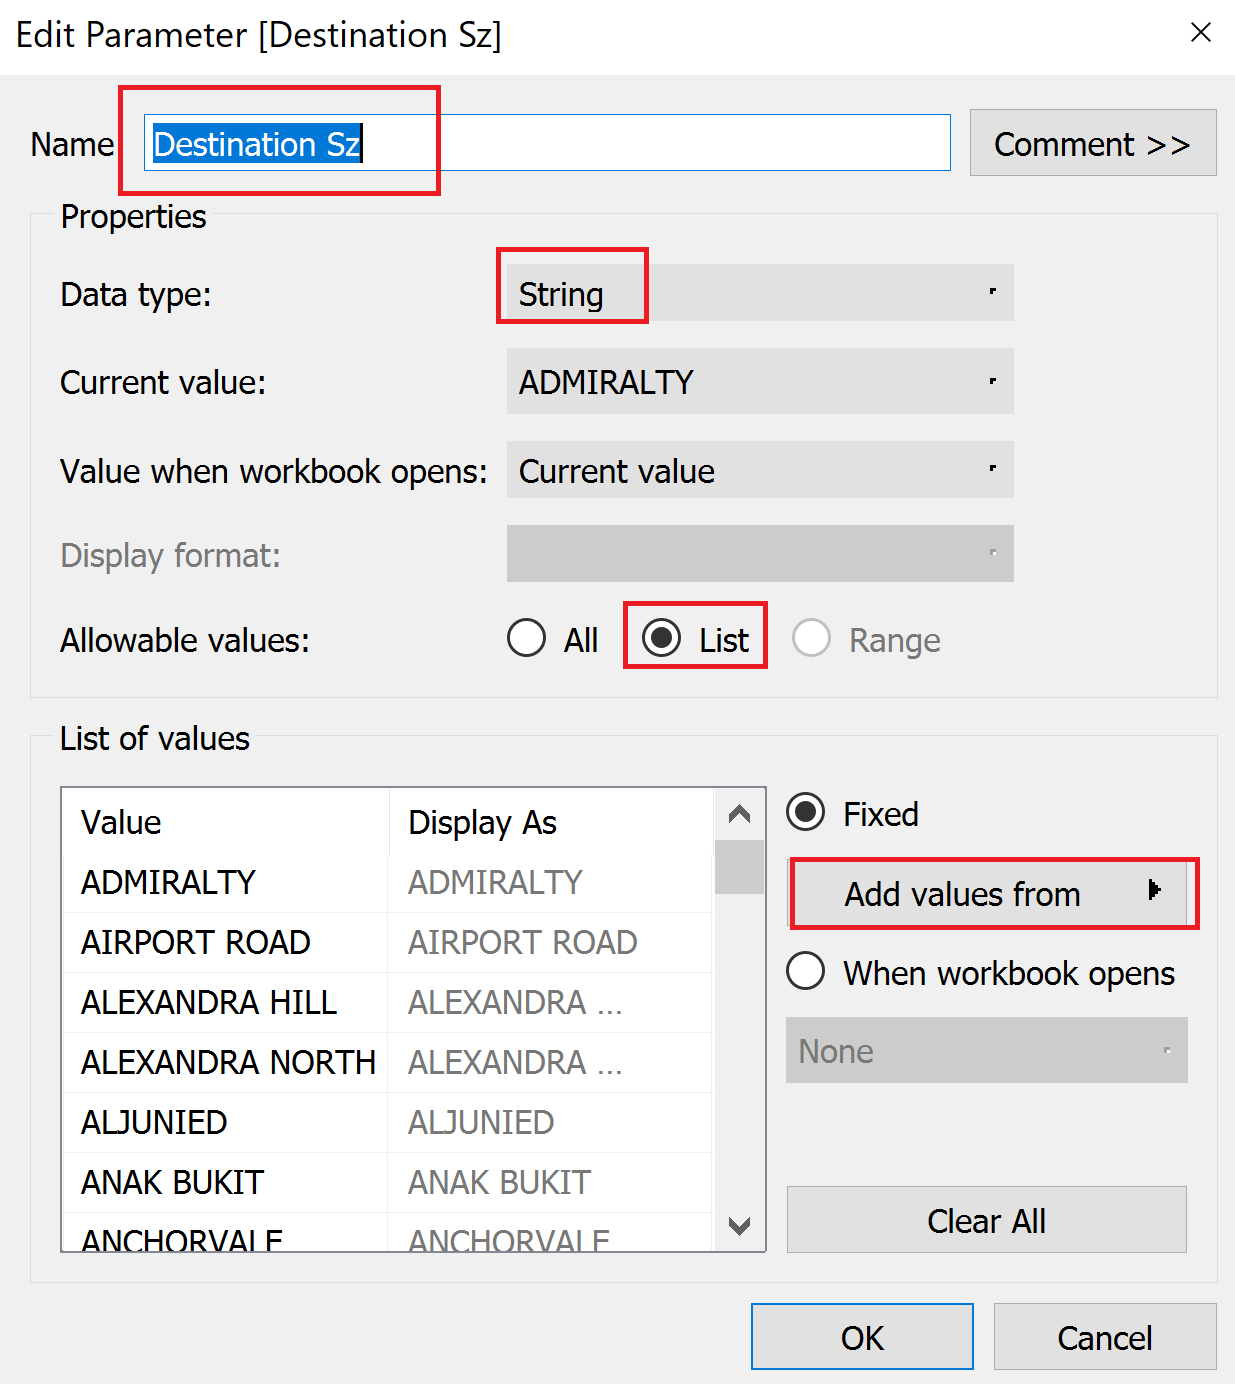 Edit Parameter [Destination Sz]
Name Destination Sz Comment >>
Properties
Data type: String
Current value: ADMIRALTY
Value when workbook opens: Current value
Display format:
Allowable values: All List Range
List of values
Value Display As
ADMIRALTY ADMIRALTY
AIRPORT ROAD AIRPORT ROAD
ALEXANDRA HILL ALEXANDRA ...
ALEXANDRA NORTH ALEXANDRA ...
ALJUNIED ALJUNIED
ANAK BUKIT ANAK BUKIT
ANCHORVALE ANCHORVALE
Fixed
Add values from
When workbook opens
None
Clear All
OK Cancel